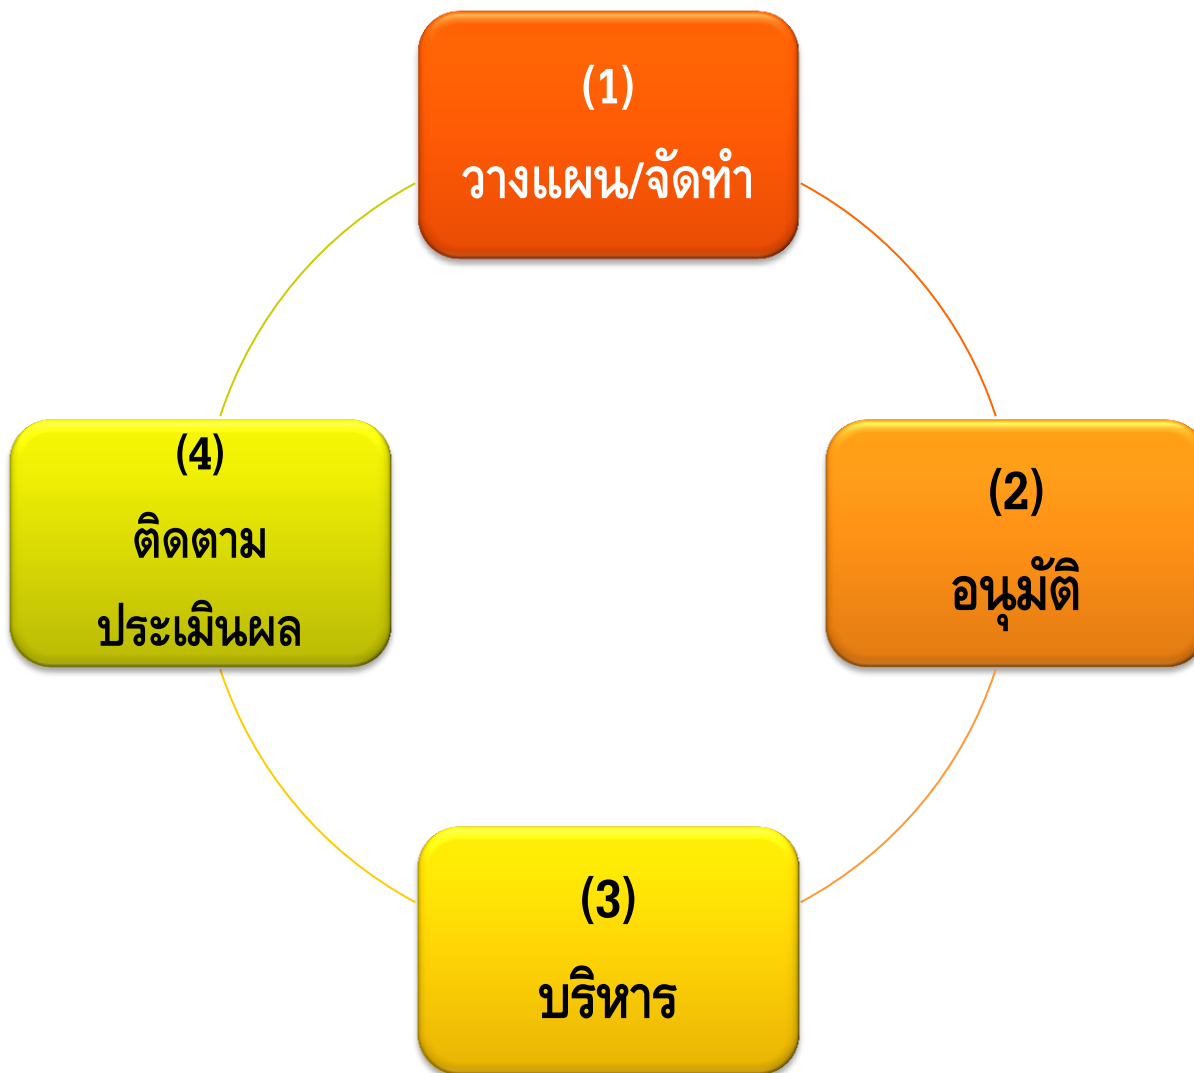 (1)
วางแผน/จัดทำ
(2)
อนุมัติ
(3)
บริหาร
(4)
ติดตาม
ประเมินผล